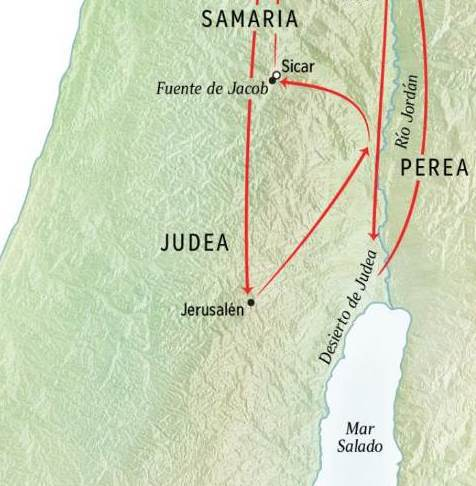 SAMARIA
Sicar
Fuente de Jacob
Río Jordán
PEREA
JUDEA
Desierto de Judea
Jerusalén
Mar
Salado